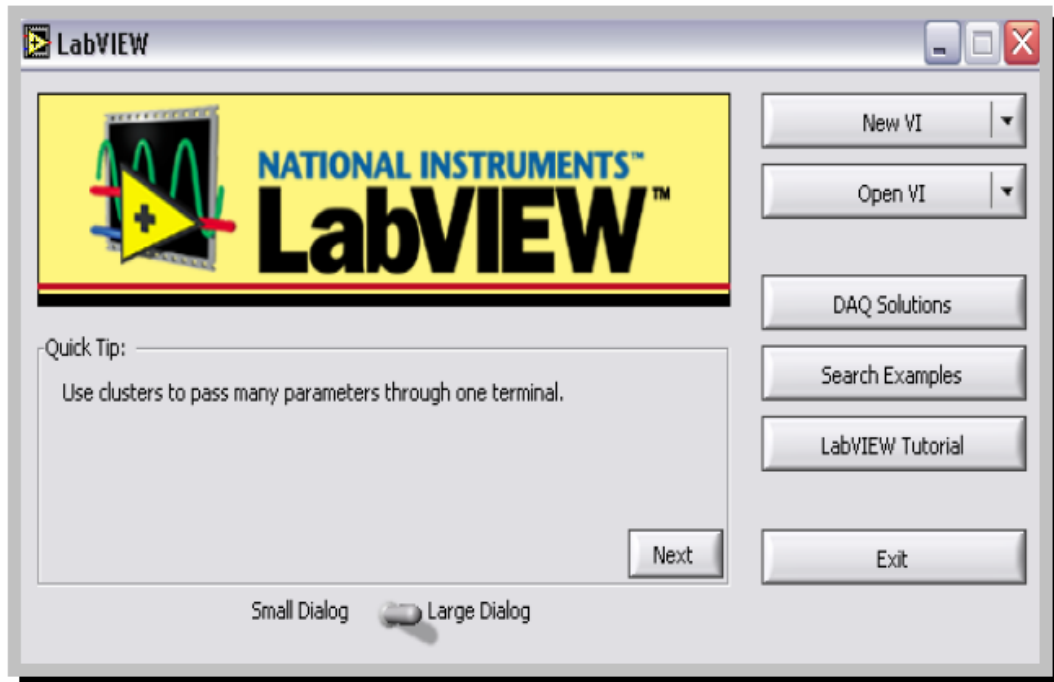 LabVIEW
NATIONAL INSTRUMENTS™
LabVIEW™
New VI
Open VI
DAQ Solutions
Search Examples
LabVIEW Tutorial
Exit
Quick Tip:
Use clusters to pass many parameters through one terminal.
Next
Small Dialog Large Dialog